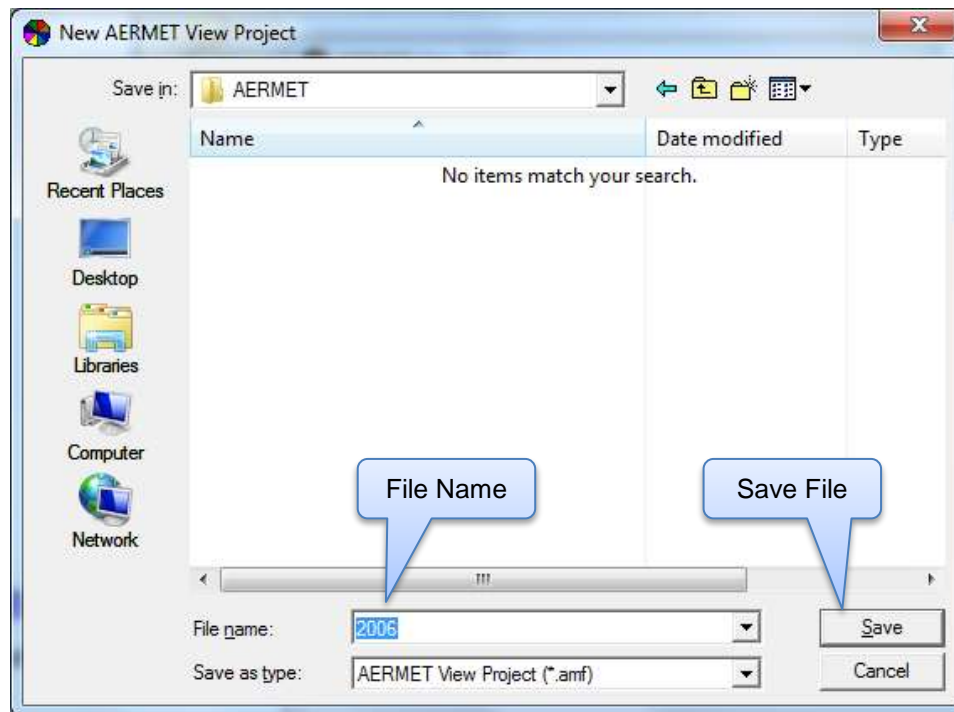 New AERMET View Project
Save in: AERMET
Name Date modified Type
No items match your search.
Recent Places
Desktop
Libraries
Computer
Network
File Name
Save File
File name: 2006 Save
Save as type: AERMET View Project (*.amf) Cancel